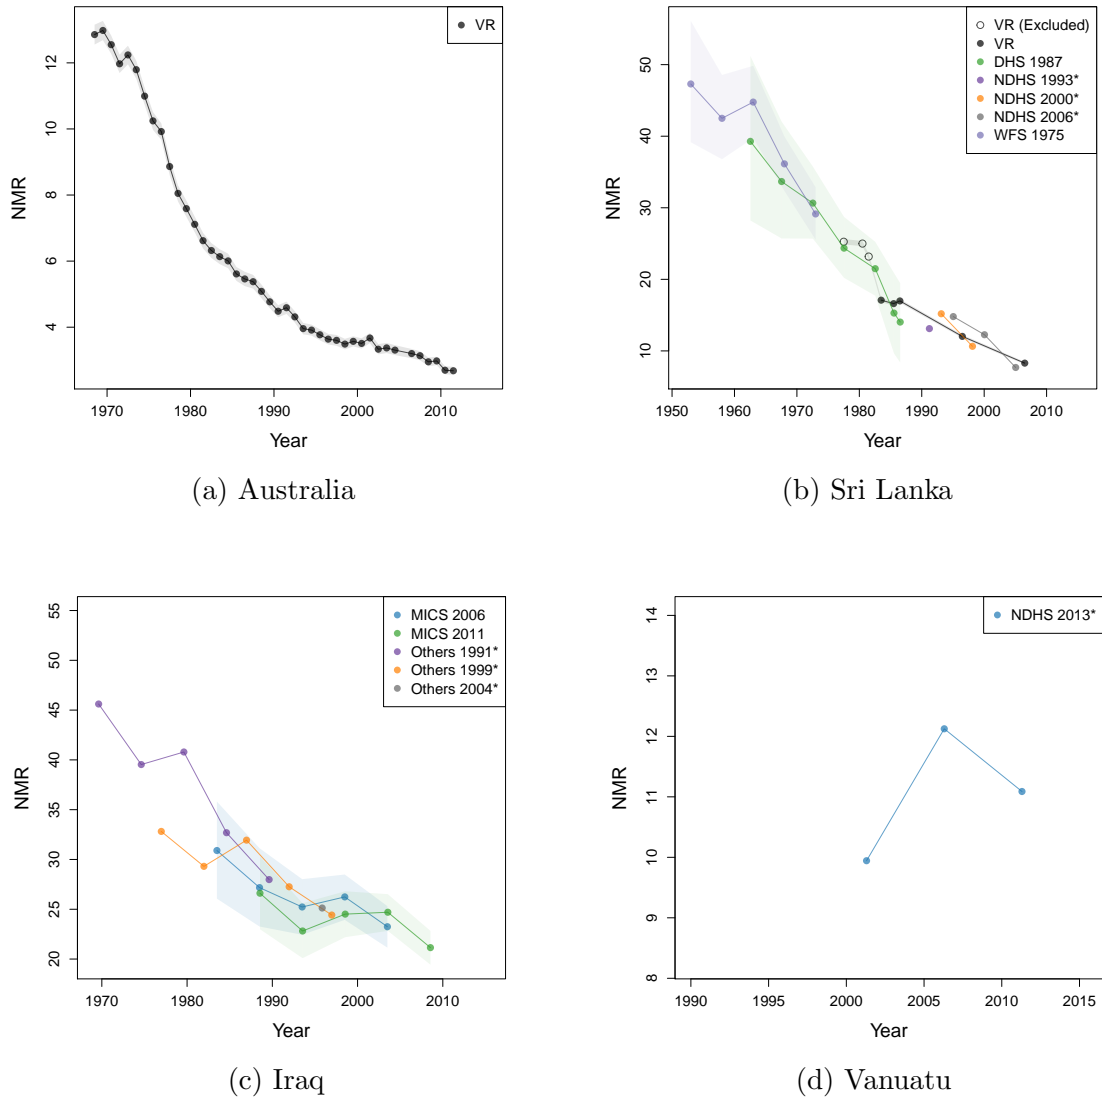 VR
NMR
12
10
8
6
4
1970 1980 1990 2000 2010
Year
(a) Australia
VR (Excluded)
VR
DHS 1987
NDHS 1993*
NDHS 2000*
NDHS 2006*
WFS 1975
NMR
50
40
30
20
10
1950 1960 1970 1980 1990 2000 2010
Year
(b) Sri Lanka
MICS 2006
MICS 2011
Others 1991*
Others 1999*
Others 2004*
NMR
55
50
45
40
35
30
25
20
1970 1980 1990 2000 2010
Year
(c) Iraq
NDHS 2013*
NMR
14
13
12
11
10
9
8
1990 1995 2000 2005 2010 2015
Year
(d) Vanuatu